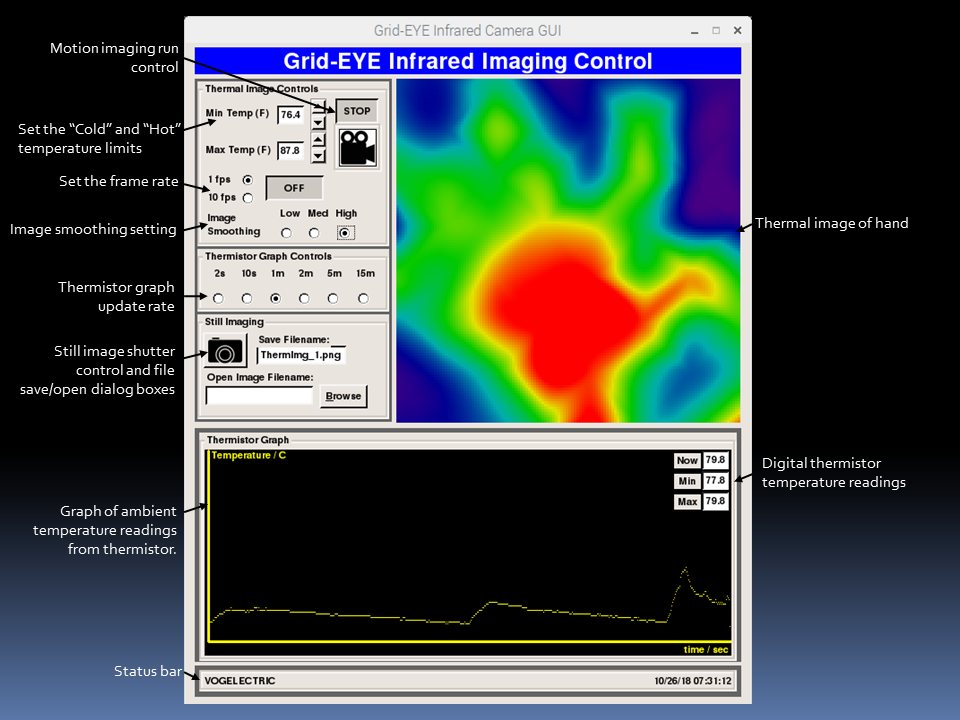 Grid-EYE Infrared Camera GUI
Grid-EYE Infrared Imaging Control
Motion imaging run
control
Set the “Cold” and “Hot”
temperature limits
Set the frame rate
Image smoothing setting
Thermistor graph
update rate
Still image shutter
control and file
save/open dialog boxes
Graph of ambient
temperature readings
from thermistor.
Status bar
Thermal Image Controls
Min Temp (F) 76.4
STOP
Max Temp (F) 87.8
1 fps
OFF
10 fps
Low Med High
Image
Smoothing
Thermistor Graph Controls
2s 10s 1m 2m 5m 15m
Still Imaging
Save Filename:
ThermImg_1.png
Open Image Filename:
Browse
Thermal image of hand
Thermistor Graph
Temperature / C
Now 79.8
Min 77.8
Max 79.8
time / sec
Digital thermistor
temperature readings
VOGELECTRIC 10/26/18 07:31:12